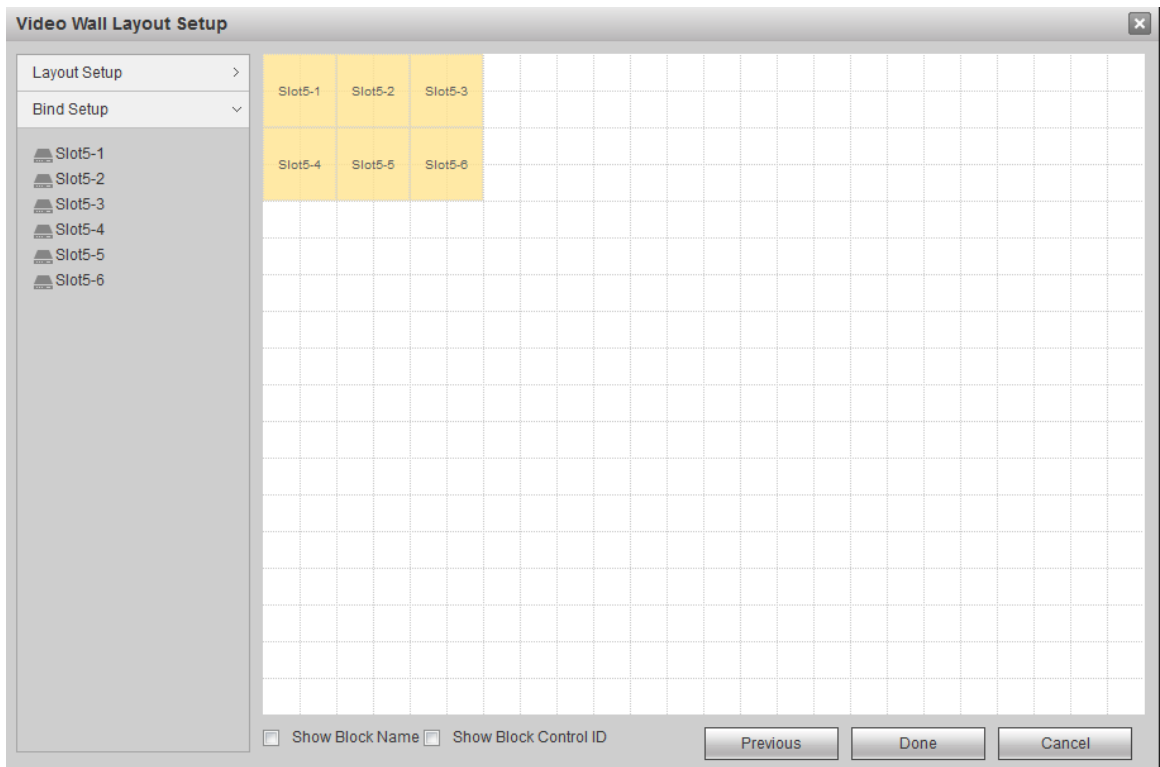 Video Wall Layout Setup
Layout Setup
Bind Setup
Slot5-1
Slot5-2
Slot5-3
Slot5-4
Slot5-5
Slot5-6
Slot5-1 Slot5-2 Slot5-3
Slot5-4 Slot5-5 Slot5-6
Show Block Name Show Block Control ID
Previous Done Cancel